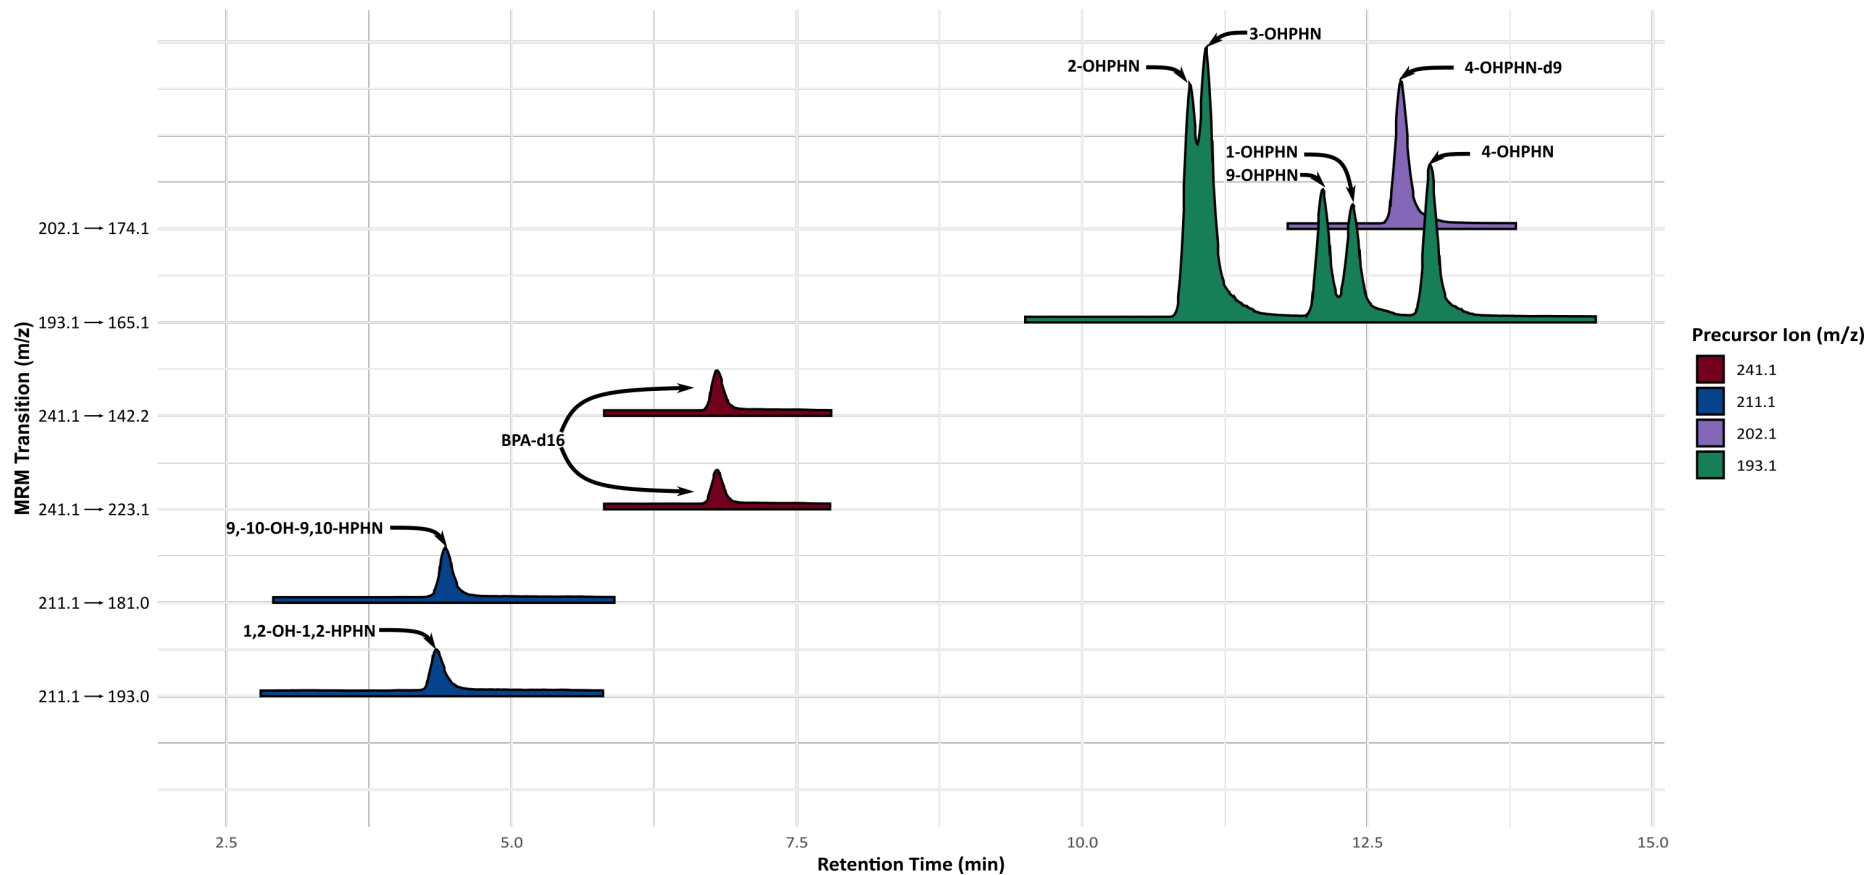 3-OHPHN
2-OHPHN
4-OHPHN-d9
1-OHPHN
4-OHPHN
9-OHPHN
202.1 → 174.1
193.1 → 165.1
241.1 → 142.2
BPA-d16
241.1 → 223.1
9,-10-OH-9,10-HPHN
211.1 → 181.0
1,2-OH-1,2-HPHN
211.1 → 193.0
MRM Transition (m/z)
2.5 5.0 7.5 10.0 12.5 15.0
Retention Time (min)
Precursor Ion (m/z)
241.1
211.1
202.1
193.1